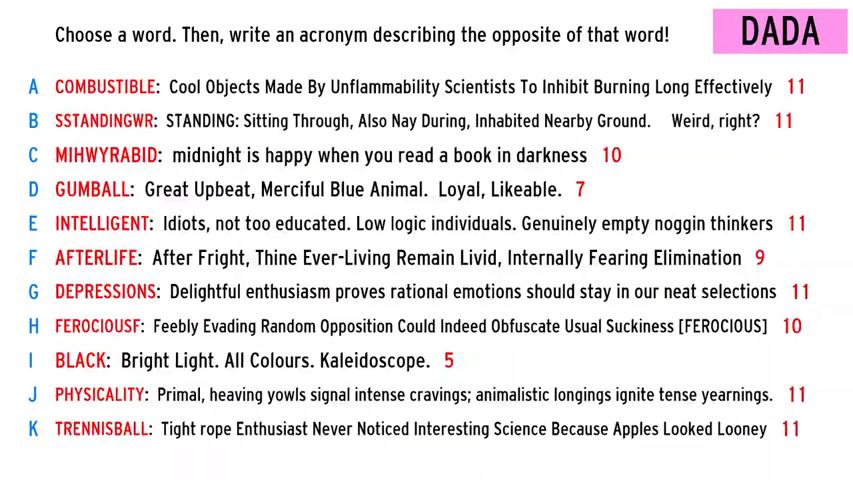 Choose a word. Then, write an acronym describing the opposite of that word!
DADA
A COMBUSTIBLE: Cool Objects Made By Unflammability Scientists To Inhibit Burning Long Effectively 11
B SSTANDINGWR: STANDING: Sitting Through, Also Nay During, Inhabited Nearby Ground. Weird, right? 11
C MIHWYRABID: midnight is happy when you read a book in darkness 10
D GUMBALL: Great Upbeat, Merciful Blue Animal. Loyal, Likeable. 7
E INTELLIGENT: Idiots, not too educated. Low logic individuals. Genuinely empty noggin thinkers 11
F AFTERLIFE: After Fright, Thine Ever-Living Remain Livid, Internally Fearing Elimination 9
G DEPRESSIONS: Delightful enthusiasm proves rational emotions should stay in our neat selections 11
H FEROCIOUSF: Feebly Evading Random Opposition Could Indeed Obfuscate Usual Suckiness [FEROCIOUS] 10
I BLACK: Bright Light. All Colours. Kaleidoscope. 5
J PHYSICALITY: Primal, heaving yowls signal intense cravings; animalistic longings ignite tense yearnings. 11
K TRENNISBALL: Tight rope Enthusiast Never Noticed Interesting Science Because Apples Looked Looney 11